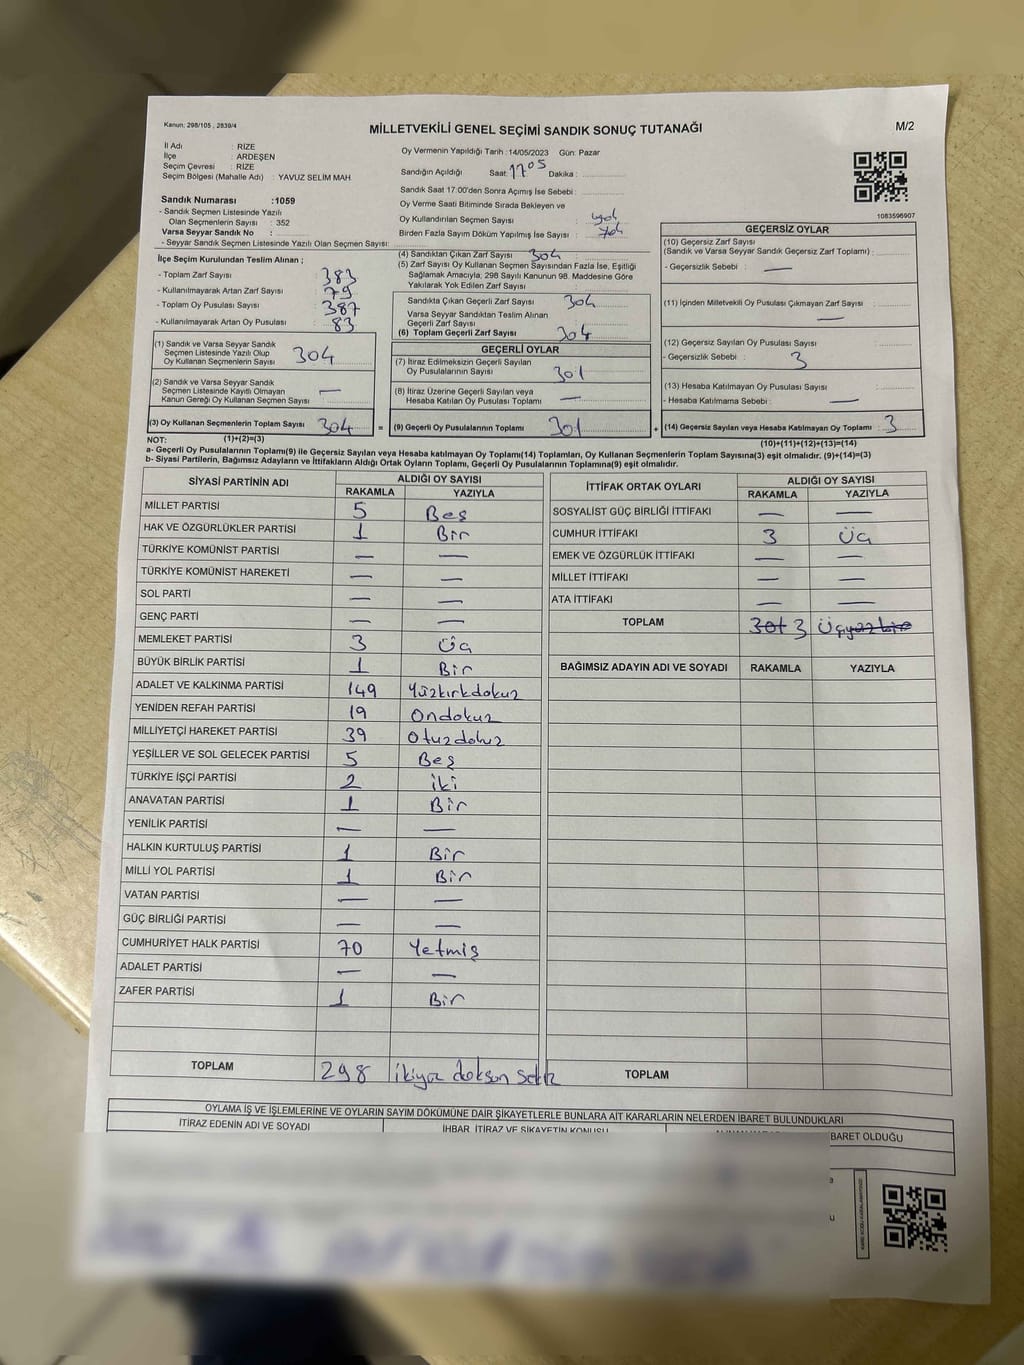 Kanun: 298/105 , 2839/4
MİLLETVEKİLİ GENEL SEÇİMİ SANDIK SONUÇ TUTANAĞI
M/2
İl Adı : RİZE
İlçe : ARDEŞEN
Seçim Çevresi : RİZE
Seçim Bölgesi (Mahalle Adı) : YAVUZ SELİM MAH
Sandık Numarası :1059
- Sandık Seçmen Listesinde Yazılı
Olan Seçmenlerin Sayısı : 352
Varsa Seyyar Sandık No :
- Seyyar Sandık Seçmen Listesinde Yazılı Olan Seçmen Sayısı:
Oy Vermenin Yapıldığı Tarih : 14/05/2023 Gün: Pazar
Sandığın Açıldığı Saat: 17 05 Dakika :
Sandık Saat 17:00'den Sonra Açımış İse Sebebi :
Oy Verme Saati Bitiminde Sırada Bekleyen ve
Oy Kullandırılan Seçmen Sayısı : yok
Birden Fazla Sayım Döküm Yapılmış İse Sayısı : yok
1083596907
İlçe Seçim Kurulundan Teslim Alınan ;
- Toplam Zarf Sayısı : 383
- Kullanılmayarak Artan Zarf Sayısı : 79
- Toplam Oy Pusulası Sayısı : 387
- Kullanılmayarak Artan Oy Pusulası : 83
(1) Sandık ve Varsa Seyyar Sandık
Seçmen Listesinde Yazılı Olup
Oy Kullanan Seçmenlerin Sayısı : 304
(2) Sandık ve Varsa Seyyar Sandık
Seçmen Listesinde Kayıtlı Olmayan
Kanun Gereği Oy Kullanan Seçmen Sayısı : —
(3) Oy Kullanan Seçmenlerin Toplam Sayısı 304 =
(4) Sandıktan Çıkan Zarf Sayısı : 304
(5) Zarf Sayısı Oy Kullanan Seçmen Sayısından Fazla İse, Eşitliği
Sağlamak Amacıyla, 298 Sayılı Kanunun 98. Maddesine Göre
Yakılarak Yok Edilen Zarf Sayısı :
Sandıkta Çıkan Geçerli Zarf Sayısı : 304
Varsa Seyyar Sandıktan Teslim Alınan
Geçerli Zarf Sayısı :
(6) Toplam Geçerli Zarf Sayısı : 304
GEÇERLİ OYLAR
(7) İtiraz Edilmeksizin Geçerli Sayılan
Oy Pusulalarının Sayısı : 301
(8) İtiraz Üzerine Geçerli Sayılan veya
Hesaba Katılan Oy Pusulası Toplamı : —
(9) Geçerli Oy Pusulalarının Toplamı 301 +
GEÇERSİZ OYLAR
(10) Geçersiz Zarf Sayısı
(Sandık ve Varsa Seyyar Sandık Geçersiz Zarf Toplamı) :
- Geçersizlik Sebebi : —
(11) İçinden Milletvekili Oy Pusulası Çıkmayan Zarf Sayısı : —
(12) Geçersiz Sayılan Oy Pusulası Sayısı :
- Geçersizlik Sebebi : 3
(13) Hesaba Katılmayan Oy Pusulası Sayısı :
- Hesaba Katılmama Sebebi : —
(14) Geçersiz Sayılan veya Hesaba Katılmayan Oy Toplamı : 3
NOT: (1)+(2)=(3) (10)+(11)+(12)+(13)=(14)
a- Geçerli Oy Pusulalarının Toplamı(9) ile Geçersiz Sayılan veya Hesaba katılmayan Oy Toplamı(14) Toplamları, Oy Kullanan Seçmenlerin Toplam Sayısına(3) eşit olmalıdır. (9)+(14)=(3)
b- Siyasi Partilerin, Bağımsız Adayların ve İttifakların Aldığı Ortak Oyların Toplamı, Geçerli Oy Pusulalarının Toplamına(9) eşit olmalıdır.
SİYASİ PARTİNİN ADI ALDIĞI OY SAYISI
RAKAMLA YAZIYLA
MİLLET PARTİSİ 5 Beş
HAK VE ÖZGÜRLÜKLER PARTİSİ 1 Bir
TÜRKİYE KOMÜNİST PARTİSİ — —
TÜRKİYE KOMÜNİST HAREKETİ — —
SOL PARTİ — —
GENÇ PARTİ — —
MEMLEKET PARTİSİ 3 Üç
BÜYÜK BİRLİK PARTİSİ 1 Bir
ADALET VE KALKINMA PARTİSİ 149 Yüzkırkdokuz
YENİDEN REFAH PARTİSİ 19 Ondokuz
MİLLİYETÇİ HAREKET PARTİSİ 39 Otuzdokuz
YEŞİLLER VE SOL GELECEK PARTİSİ 5 Beş
TÜRKİYE İŞÇİ PARTİSİ 2 iki
ANAVATAN PARTİSİ 1 Bir
YENİLİK PARTİSİ — —
HALKIN KURTULUŞ PARTİSİ 1 Bir
MİLLİ YOL PARTİSİ 1 Bir
VATAN PARTİSİ — —
GÜÇ BİRLİĞİ PARTİSİ — —
CUMHURİYET HALK PARTİSİ 70 Yetmiş
ADALET PARTİSİ — —
ZAFER PARTİSİ 1 Bir
TOPLAM 298 ikiyüz doksan sekiz
İTTİFAK ORTAK OYLARI ALDIĞI OY SAYISI
RAKAMLA YAZIYLA
SOSYALİST GÜÇ BİRLİĞİ İTTİFAKI — —
CUMHUR İTTİFAKI 3 Üç
EMEK VE ÖZGÜRLÜK İTTİFAKI — —
MİLLET İTTİFAKI — —
ATA İTTİFAKI — —
TOPLAM 301 3 Üçyüzbir
BAĞIMSIZ ADAYIN ADI VE SOYADI RAKAMLA YAZIYLA
TOPLAM
OYLAMA İŞ VE İŞLEMLERİNE VE OYLARIN SAYIM DÖKÜMÜNE DAİR ŞİKAYETLERLE BUNLARA AİT KARARLARIN NELERDEN İBARET BULUNDUKLARI
İTİRAZ EDENİN ADI VE SOYADI
İHBAR, İTİRAZ VE ŞİKAYETİN KONUSU
BARET OLDUĞU